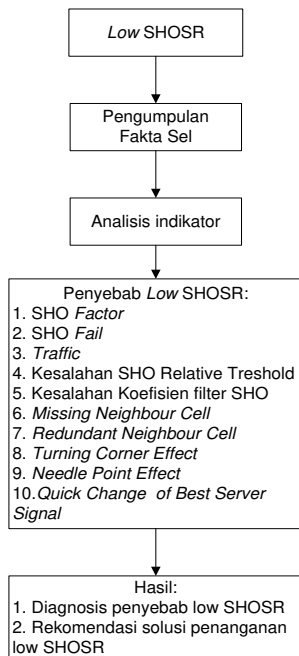 Low SHOSR
Pengumpulan
Fakta Sel
Analisis indikator
Penyebab Low SHOSR:
1. SHO Factor
2. SHO Fail
3. Traffic
4. Kesalahan SHO Relative Treshold
5. Kesalahan Koefisien filter SHO
6. Missing Neighbour Cell
7. Redundant Neighbour Cell
8. Turning Corner Effect
9. Needle Point Effect
10.Quick Change of Best Server
Signal
Hasil:
1. Diagnosis penyebab low SHOSR
2. Rekomendasi solusi penanganan
low SHOSR